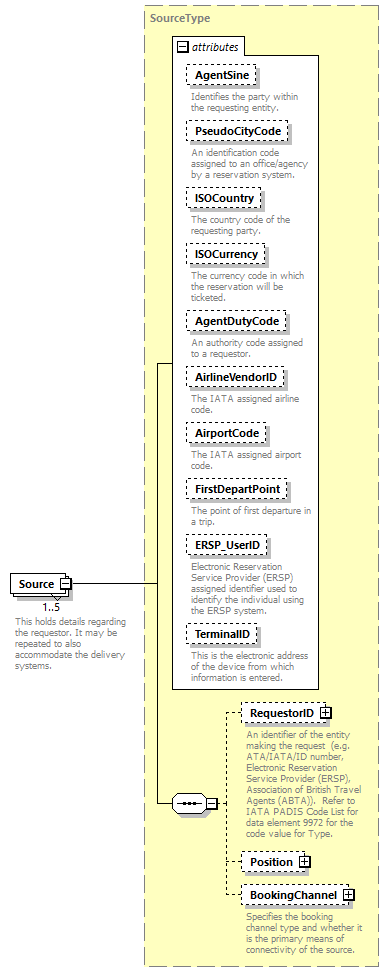 SourceType
attributes
AgentSine
Identifies the party within
the requesting entity.
PseudoCityCode
An identification code
assigned to an office/agency
by a reservation system.
ISOCountry
The country code of the
requesting party.
ISOCurrency
The currency code in which
the reservation will be
ticketed.
AgentDutyCode
An authority code assigned
to a requestor.
AirlineVendorID
The IATA assigned airline
code.
AirportCode
The IATA assigned airport
code.
FirstDepartPoint
The point of first departure in
a trip.
ERSP_UserID
Electronic Reservation
Service Provider (ERSP)
assigned identifier used to
identify the individual using
the ERSP system.
TerminalID
This is the electronic address
of the device from which
information is entered.
Source
1..5
This holds details regarding
the requestor. It may be
repeated to also
accommodate the delivery
systems.
RequestorID
An identifier of the entity
making the request (e.g.
ATA/IATA/ID number,
Electronic Reservation
Service Provider (ERSP),
Association of British Travel
Agents (ABTA)). Refer to
IATA PADIS Code List for
data element 9972 for the
code value for Type.
Position
BookingChannel
Specifies the booking
channel type and whether it
is the primary means of
connectivity of the source.